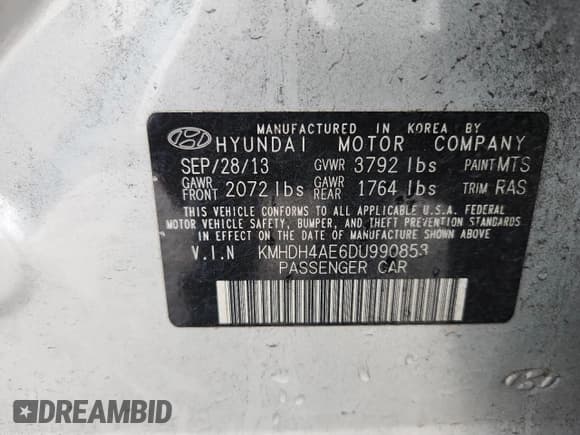 MANUFACTURED IN KOREA BY
HYUNDAI MOTOR COMPANY
SEP/28/13 GVWR 3792 lbs PAINT MTS
GAWR FRONT 2072 lbs GAWR REAR 1764 lbs TRIM RAS
THIS VEHICLE CONFORMS TO ALL APPLICABLE U.S.A. FEDERAL
MOTOR VEHICLE SAFETY, BUMPER, AND THEFT PREVENTION STANDARDS
IN EFFECT ON THE DATE OF MANUFACTURE SHOWN ABOVE.
V.I.N KMHDH4AE6DU990853
PASSENGER CAR
DREAMBID